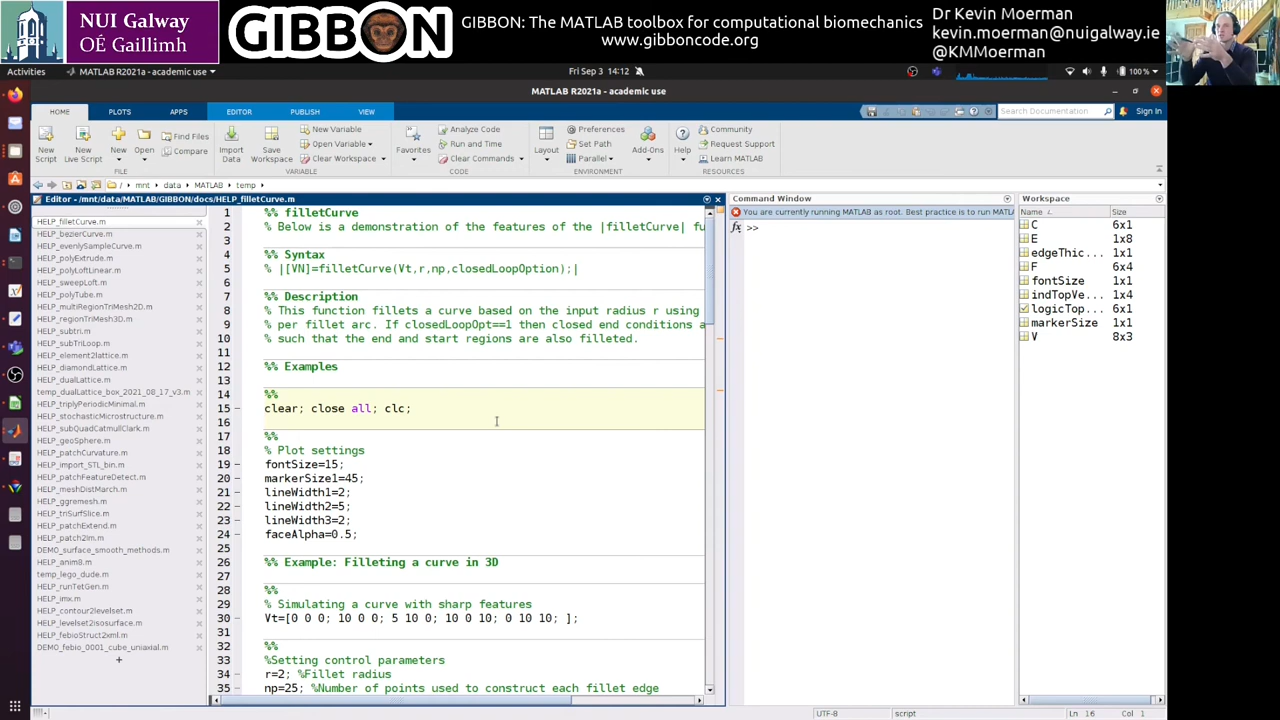 NUI Galway
OÉ Gaillimh
GIBBON
GIBBON: The MATLAB toolbox for computational biomechanics
www.gibboncode.org
Dr Kevin Moerman
kevin.moerman@nuigalway.ie
@KMMoerman
Activities
MATLAB R2021a - academic use
Fri Sep 3 14:12
100%
MATLAB R2021a - academic use
HOME
PLOTS
APPS
EDITOR
PUBLISH
VIEW
Search Documentation
Sign In
New Script
New Live Script
New
Open
Find Files
Compare
Import Data
Save Workspace
New Variable
Open Variable
Clear Workspace
Favorites
Analyze Code
Run and Time
Clear Commands
Layout
Preferences
Set Path
Parallel
Add-Ons
Help
Community
Request Support
Learn MATLAB
FILE
VARIABLE
CODE
ENVIRONMENT
RESOURCES
/ mnt data MATLAB temp
Editor - /mnt/data/MATLAB/GIBBON/docs/HELP_filletCurve.m
HELP_filletCurve.m
HELP_bezierCurve.m
HELP_evenlySampleCurve.m
HELP_polyExtrude.m
HELP_polyLoftLinear.m
HELP_sweepLoft.m
HELP_polyTube.m
HELP_multiRegionTriMesh2D.m
HELP_regionTriMesh3D.m
HELP_subtri.m
HELP_subTriLoop.m
HELP_element2lattice.m
HELP_diamondLattice.m
HELP_dualLattice.m
temp_dualLattice_box_2021_08_17_v3.m
HELP_triplyPeriodicMinimal.m
HELP_stochasticMicrostructure.m
HELP_subQuadCatmullClark.m
HELP_geoSphere.m
HELP_patchCurvature.m
HELP_import_STL_bin.m
HELP_patchFeatureDetect.m
HELP_meshDistMarch.m
HELP_ggremesh.m
HELP_triSurfSlice.m
HELP_patchExtend.m
HELP_patch2Im.m
DEMO_surface_smooth_methods.m
HELP_anim8.m
temp_lego_dude.m
HELP_runTetGen.m
HELP_imx.m
HELP_contour2levelset.m
HELP_levelset2isosurface.m
HELP_febioStruct2xml.m
DEMO_febio_0001_cube_uniaxial.m
1 %% filletCurve
2 % Below is a demonstration of the features of the |filletCurve| fu
3
4 %% Syntax
5 % |[VN]=filletCurve(Vt,r,np,closedLoopOption);|
6
7 %% Description
8 % This function fillets a curve based on the input radius r using
9 % per fillet arc. If closedLoopOpt==1 then closed end conditions a
10 % such that the end and start regions are also filleted.
11
12 %% Examples
13
14 %%
15 clear; close all; clc;
16
17 %%
18 % Plot settings
19 fontSize=15;
20 markerSize1=45;
21 lineWidth1=2;
22 lineWidth2=5;
23 lineWidth3=2;
24 faceAlpha=0.5;
25
26 %% Example: Filleting a curve in 3D
27
28 %%
29 % Simulating a curve with sharp features
30 Vt=[0 0 0; 10 0 0; 5 10 0; 10 0 10; 0 10 10; ];
31
32 %%
33 %Setting control parameters
34 r=2; %Fillet radius
35 np=25; %Number of points used to construct each fillet edge
Command Window
You are currently running MATLAB as root. Best practice is to run MATL
fx >>
Workspace
Name Size
C 6x1
E 1x8
edgeThic... 1x1
F 6x4
fontSize 1x1
indTopVe... 1x4
logicTop... 6x1
markerSize 1x1
V 8x3
UTF-8
script
Ln 16
Col 1